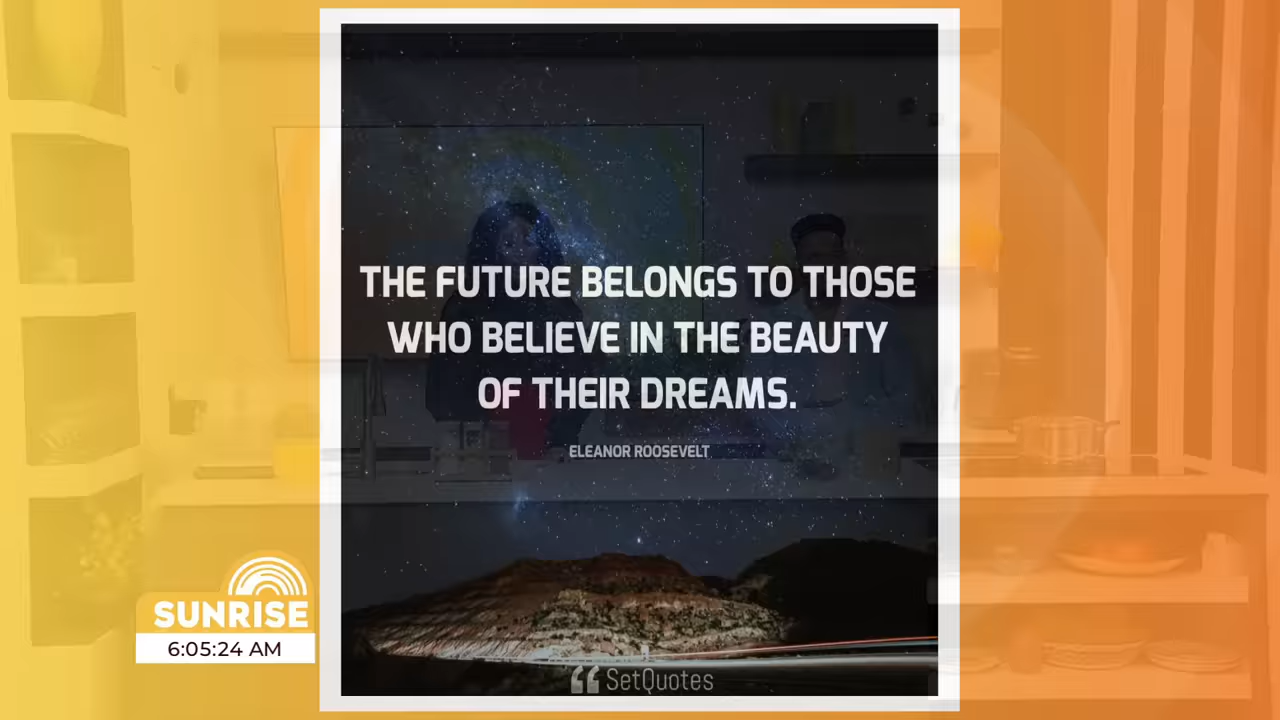 THE FUTURE BELONGS TO THOSE
WHO BELIEVE IN THE BEAUTY
OF THEIR DREAMS.
ELEANOR ROOSEVELT
SetQuotes
SUNRISE
6:05:24 AM